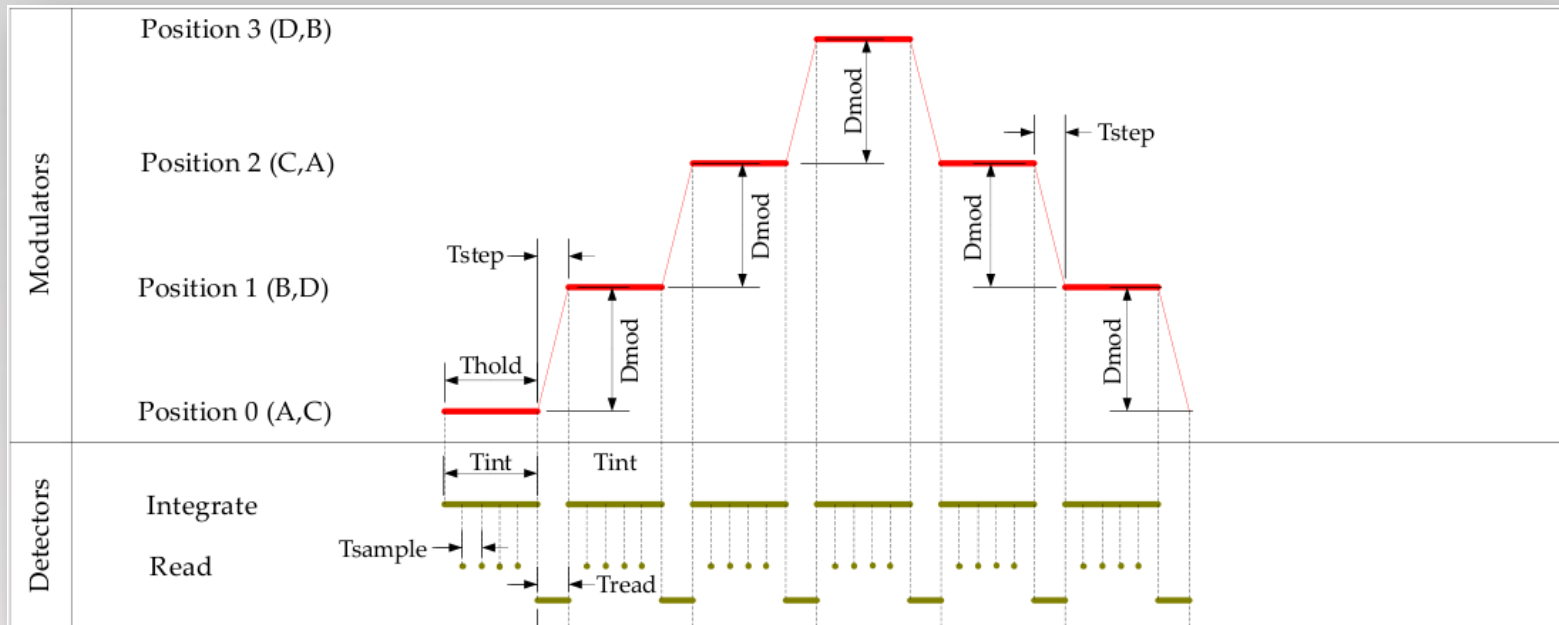 Modulators
Position 3 (D,B)
Dmod
Position 2 (C,A)
Tstep
Dmod
Dmod
Tstep
Position 1 (B,D)
Thold
Dmod
Dmod
Position 0 (A,C)
Detectors
Tint
Tint
Integrate
Tsample
Read
Tread